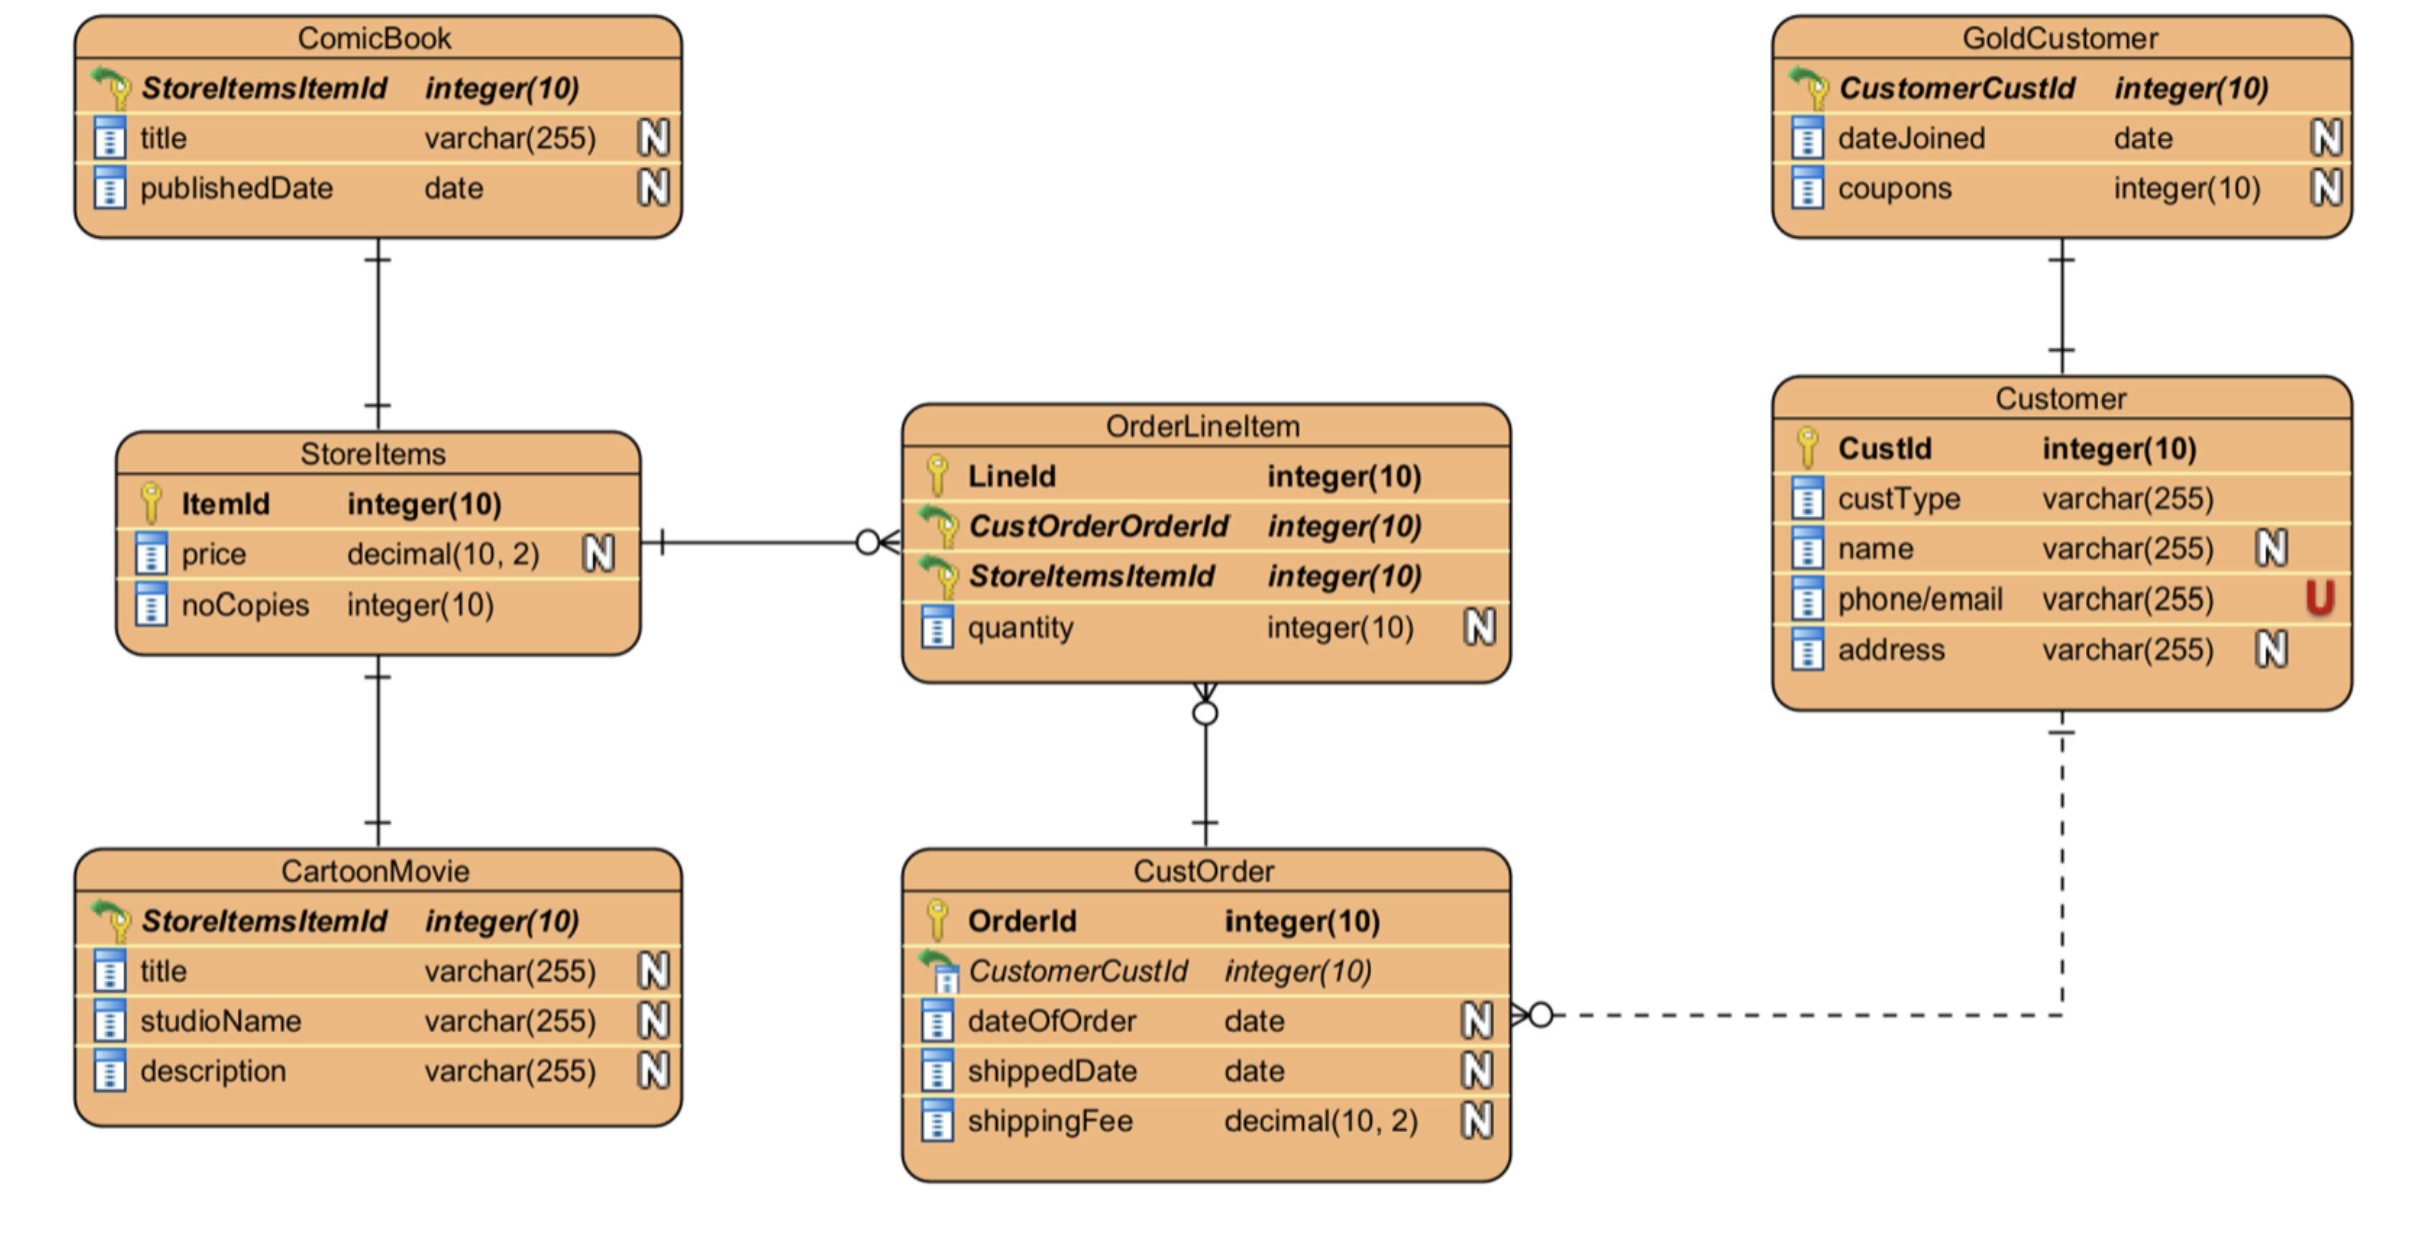 ComicBook
StoreItemsItemId integer(10)
title varchar(255) N
publishedDate date N
GoldCustomer
CustomerCustId integer(10)
dateJoined date N
coupons integer(10) N
StoreItems
ItemId integer(10)
price decimal(10, 2) N
noCopies integer(10)
OrderLineItem
LineId integer(10)
CustOrderOrderId integer(10)
StoreItemsItemId integer(10)
quantity integer(10) N
Customer
CustId integer(10)
custType varchar(255)
name varchar(255) N
phone/email varchar(255) U
address varchar(255) N
CartoonMovie
StoreItemsItemId integer(10)
title varchar(255) N
studioName varchar(255) N
description varchar(255) N
CustOrder
OrderId integer(10)
CustomerCustId integer(10)
dateOfOrder date N
shippedDate date N
shippingFee decimal(10, 2) N